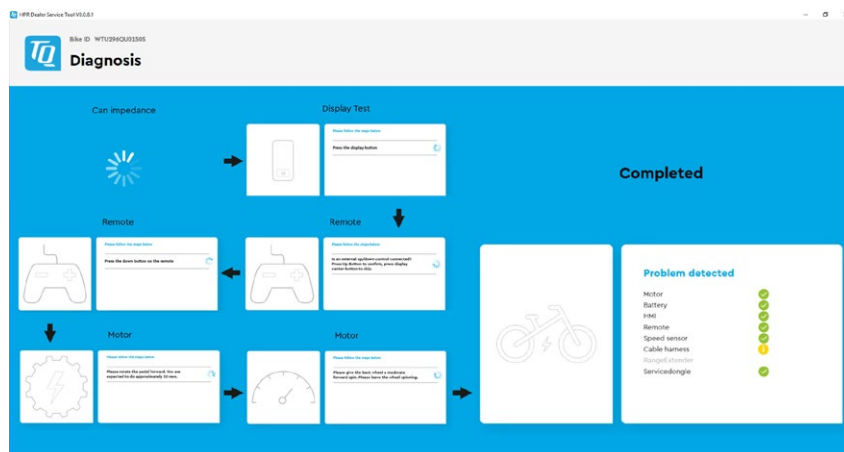 HPR Dealer Service Tool V0.0.8.1
TQ
Bike ID WTU296QU01505
Diagnosis
Can impedance
Display Test
Please follow the steps below
Press the display button
Completed
Remote
Remote
Please follow the steps below
Press the down button on the remote
Please follow the steps below
Is an external up/down control connected?
Press Up Button to confirm, press display
center button to skip.
Problem detected
Motor
Battery
HMI
Remote
Speed sensor
Cable harness
RangeExtender
Servicedongle
Motor
Motor
Please follow the steps below
Please rotate the pedal forward. You are
expected to do approximately 10 revs.
Please follow the steps below
Please give the back wheel a moderate
forward spin. Please leave the wheel spinning.